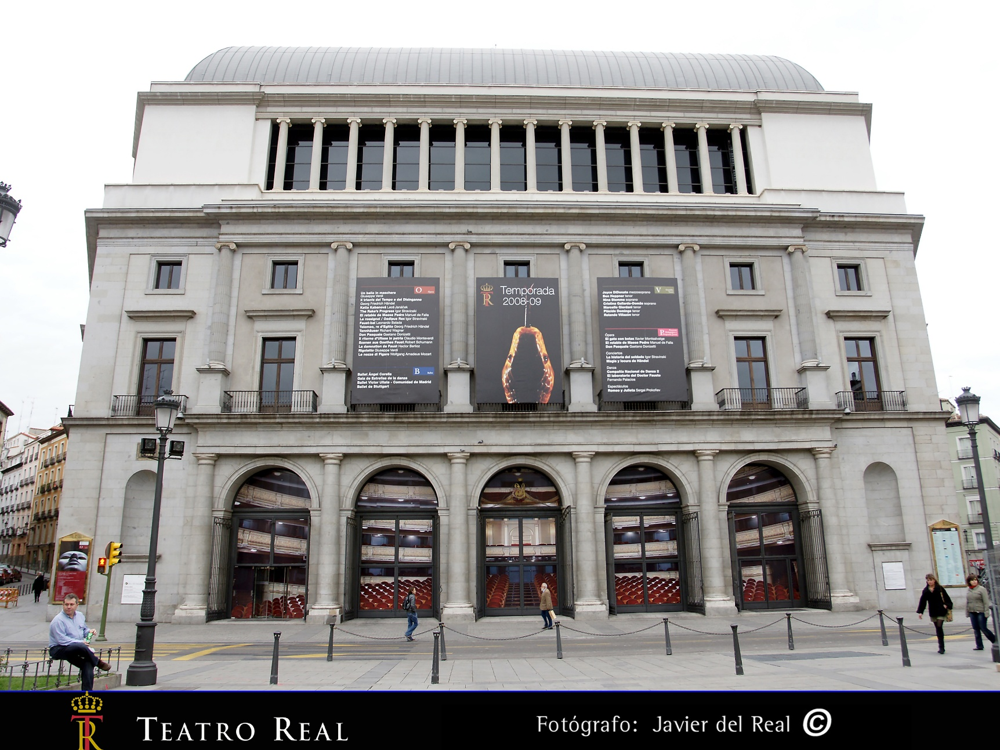 O Ópera
Un ballo in maschera
Giuseppe Verdi
Il trionfo del Tempo e del Disinganno
Georg Friedrich Händel
Katia Kabanová Leoš Janáček
The Rake's Progress Igor Stravinski
El retablo de Maese Pedro Manuel de Falla
Le rossignol / Oedipus Rex Igor Stravinski
Faust-bal Leonardo Balada
Tolomeo, re d'Egitto Georg Friedrich Händel
Tannhäuser Richard Wagner
Don Pasquale Gaetano Donizetti
Il ritorno d'Ulisse in patria Claudio Monteverdi
Szenen aus Goethes Faust Robert Schumann
La damnation de Faust Hector Berlioz
Rigoletto Giuseppe Verdi
Le nozze di Figaro Wolfgang Amadeus Mozart
B Ballet
Ballet Ángel Corella
Gala de Estrellas de la danza
Ballet Víctor Ullate - Comunidad de Madrid
Ballet de Stuttgart
R
Temporada
2008-09
V
Joyce DiDonato mezzosoprano
Ben Heppner tenor
Nina Stemme soprano
Cristina Gallardo-Domâs soprano
Marcello Giordani tenor
Plácido Domingo tenor
Rolando Villazón tenor
P
Ópera
El gato con botas Xavier Montsalvatge
El retablo de Maese Pedro Manuel de Falla
Don Pasquale Gaetano Donizetti
Conciertos
La historia del soldado Igor Stravinski
Magia y locura de Händel
Danza
Compañía Nacional de Danza 2
El laboratorio del Doctor Fausto
Fernando Palacios
Espectáculos
Romeo y Julieta Sergei Prokofiev
TR
TEATRO REAL
Fotógrafo: Javier del Real ©